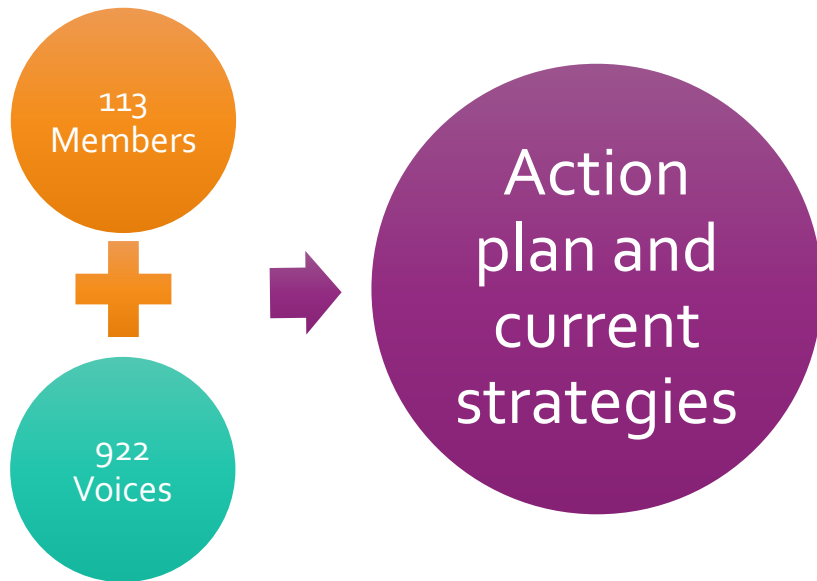 113
Members
922
Voices
Action
plan and
current
strategies